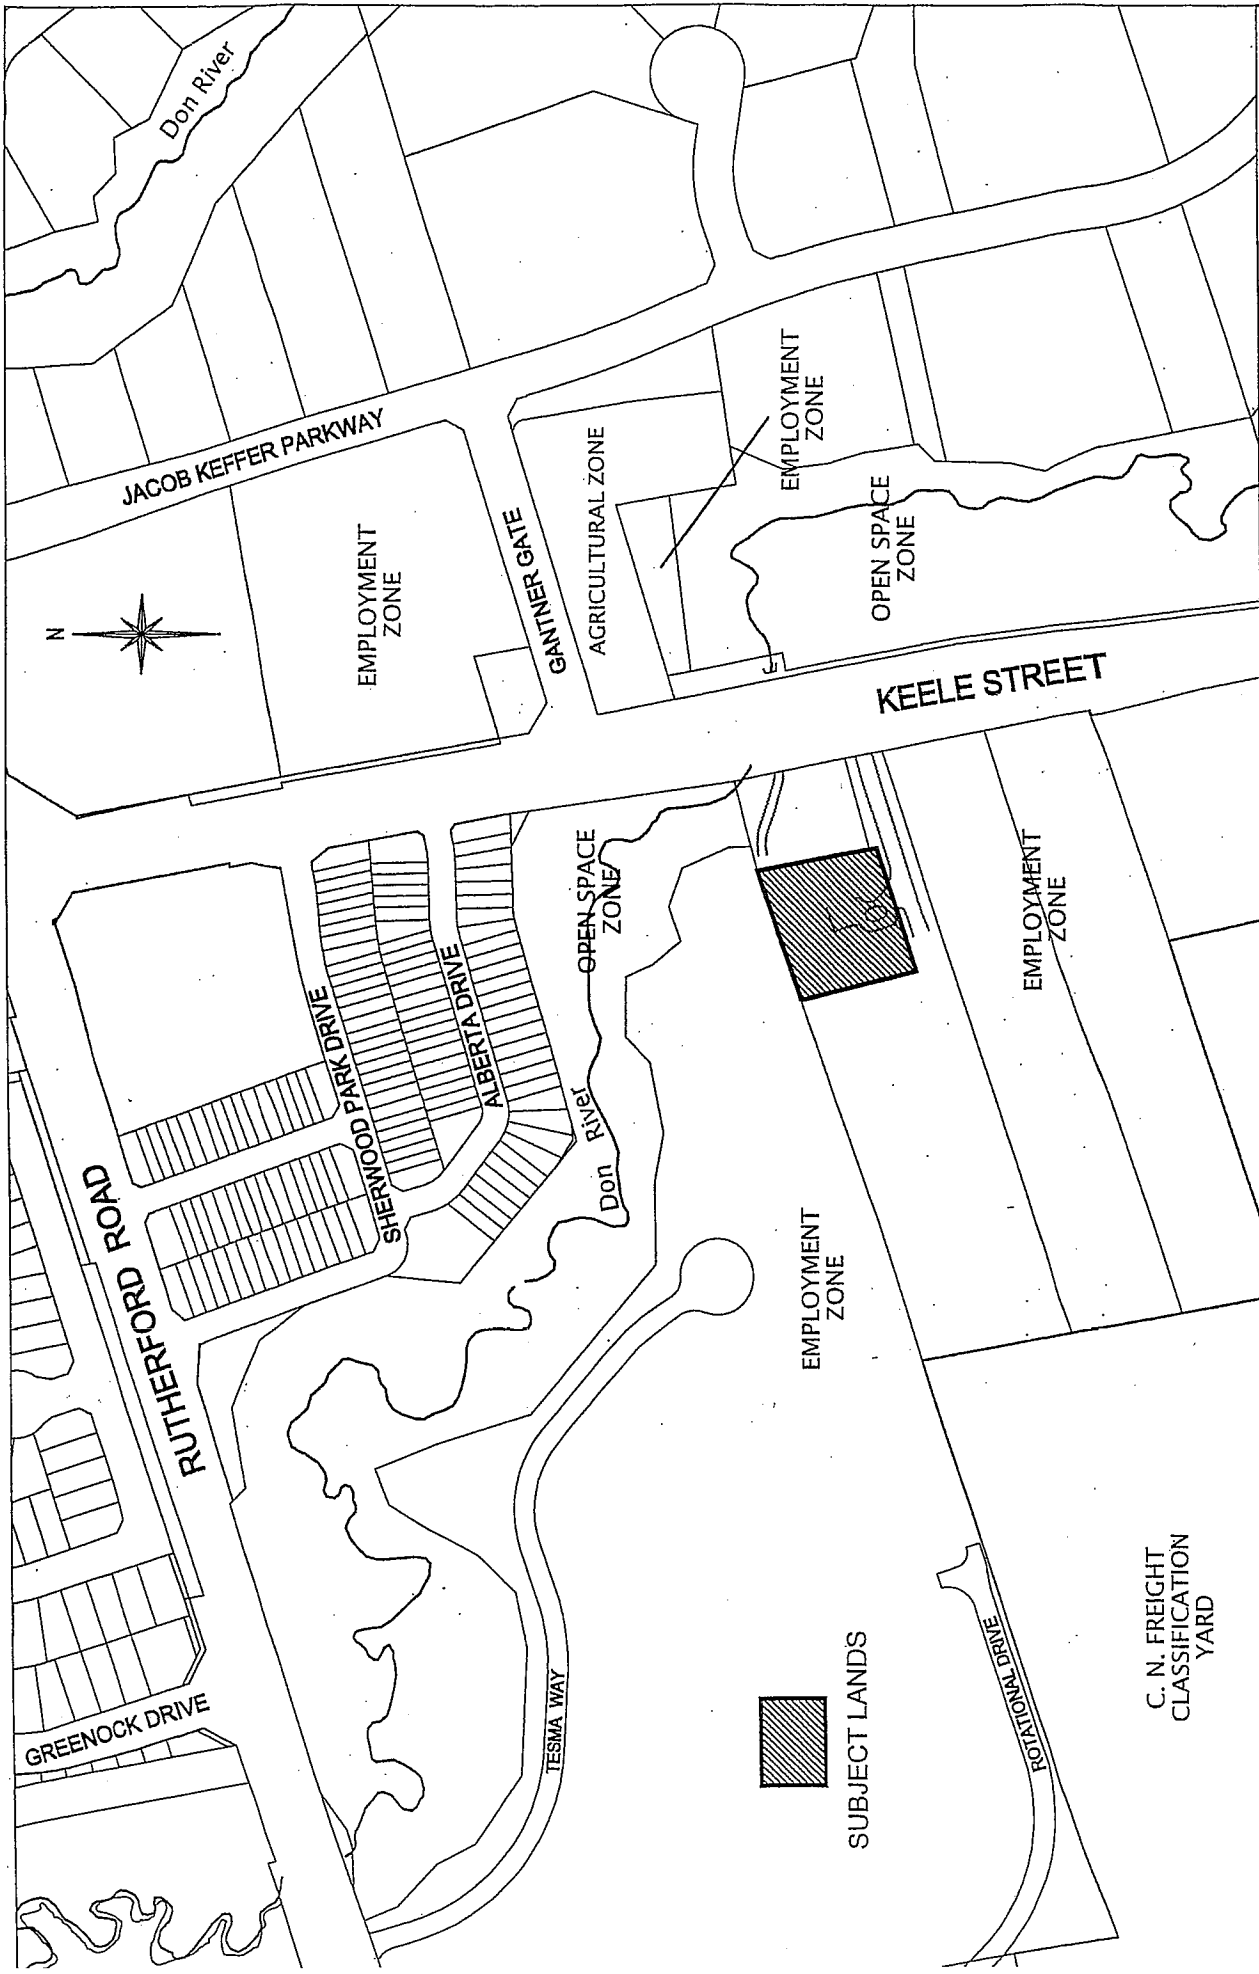 N
Don River
JACOB KEFFER PARKWAY
EMPLOYMENT
ZONE
GANTNER GATE
AGRICULTURAL ZONE
EMPLOYMENT
ZONE
OPEN SPACE
ZONE
KEELE STREET
RUTHERFORD ROAD
SHERWOOD PARK DRIVE
ALBERTA DRIVE
OPEN SPACE
ZONE
Don River
EMPLOYMENT
ZONE
EMPLOYMENT
ZONE
GREENOCK DRIVE
TESMA WAY
ROTATIONAL DRIVE
C. N. FREIGHT
CLASSIFICATION
YARD
SUBJECT LANDS